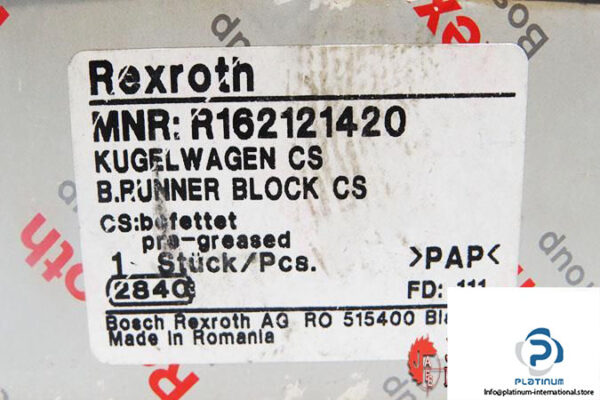 Rexroth
MNR: R162121420
KUGELWAGEN CS
B.RUNNER BLOCK CS
CS:befettet
pre-greased
1 Stück/Pcs.
>PAP<
2840
FD: 111
Bosch Rexroth AG RO 515400
Made in Romania
PLATINUM
Info@platinum-international.store